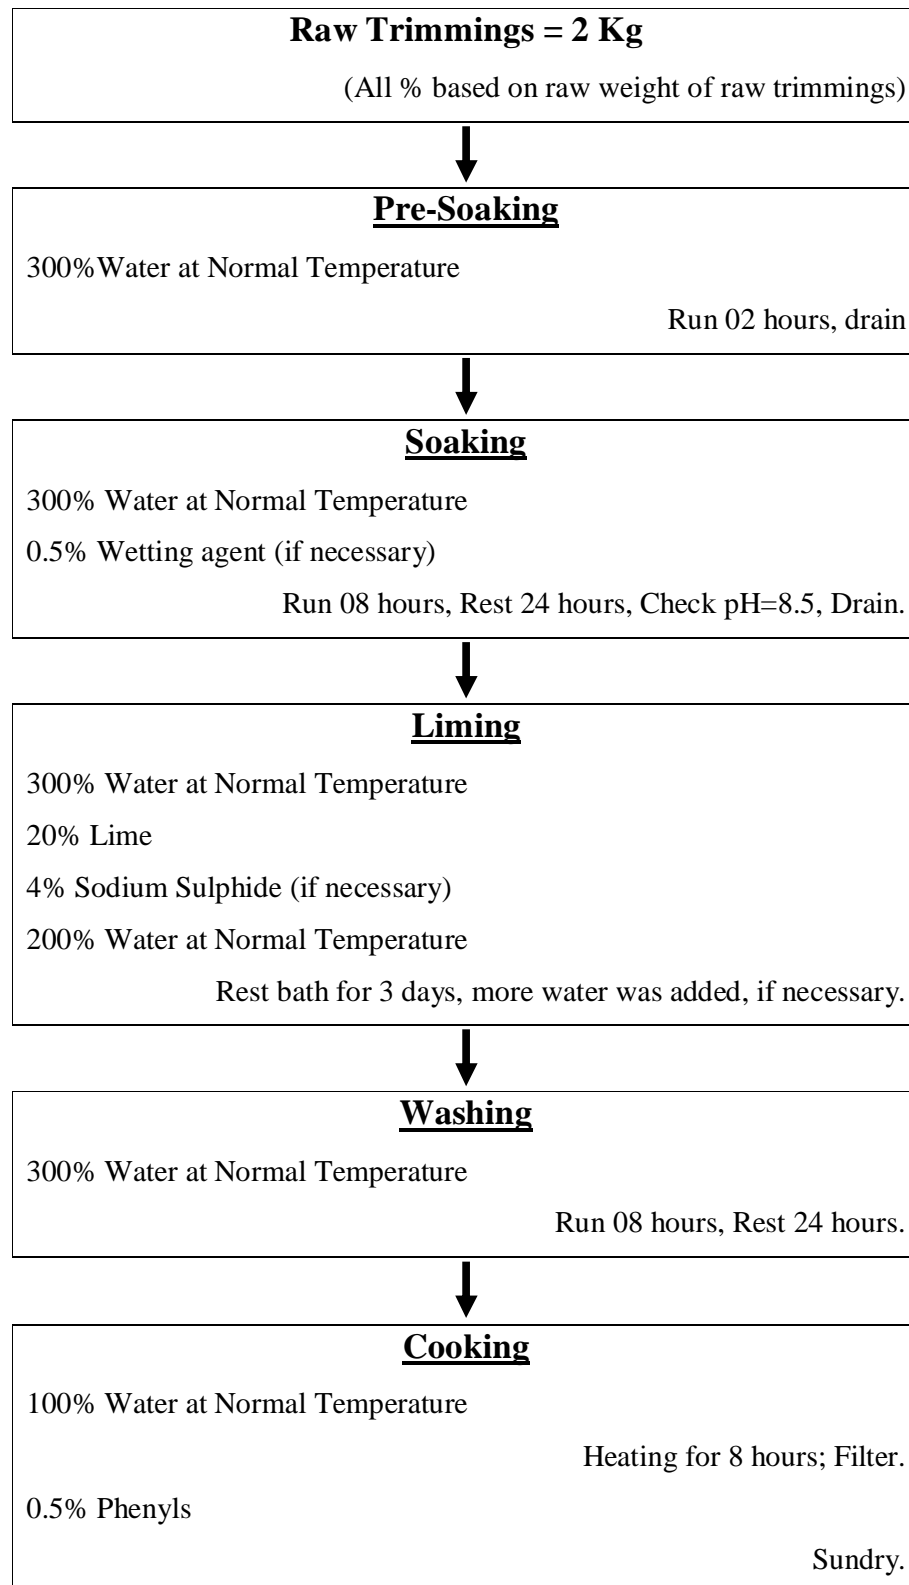 Raw Trimmings = 2 Kg
(All % based on raw weight of raw trimmings)
Pre-Soaking
300%Water at Normal Temperature
Run 02 hours, drain
Soaking
300% Water at Normal Temperature
0.5% Wetting agent (if necessary)
Run 08 hours, Rest 24 hours, Check pH=8.5, Drain.
Liming
300% Water at Normal Temperature
20% Lime
4% Sodium Sulphide (if necessary)
200% Water at Normal Temperature
Rest bath for 3 days, more water was added, if necessary.
Washing
300% Water at Normal Temperature
Run 08 hours, Rest 24 hours.
Cooking
100% Water at Normal Temperature
Heating for 8 hours; Filter.
0.5% Phenyls
Sundry.